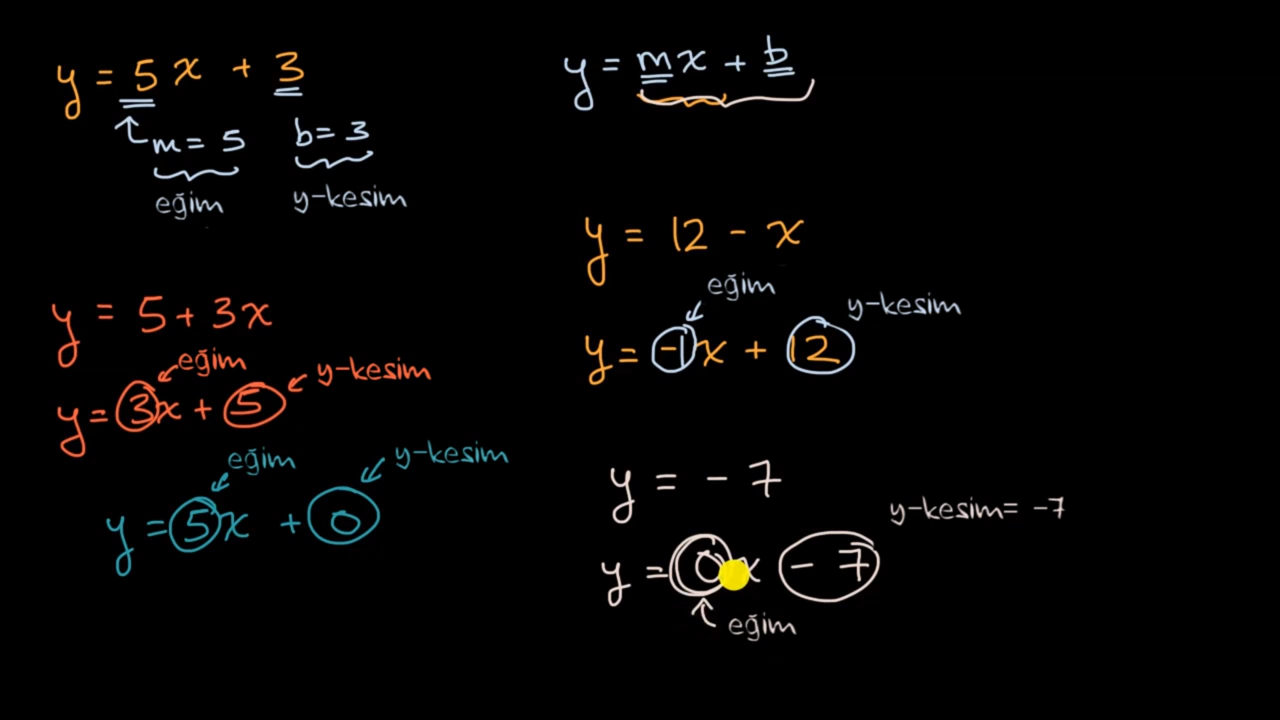 y = 5x + 3
m = 5 b = 3
eğim y-kesim
y = 5 + 3x
eğim y-kesim
y = 3x + 5
eğim y-kesim
y = 5x + 0
y = mx + b
y = 12 - x
eğim y-kesim
y = -1x + 12
y = - 7
y-kesim= -7
y = 0x - 7
eğim